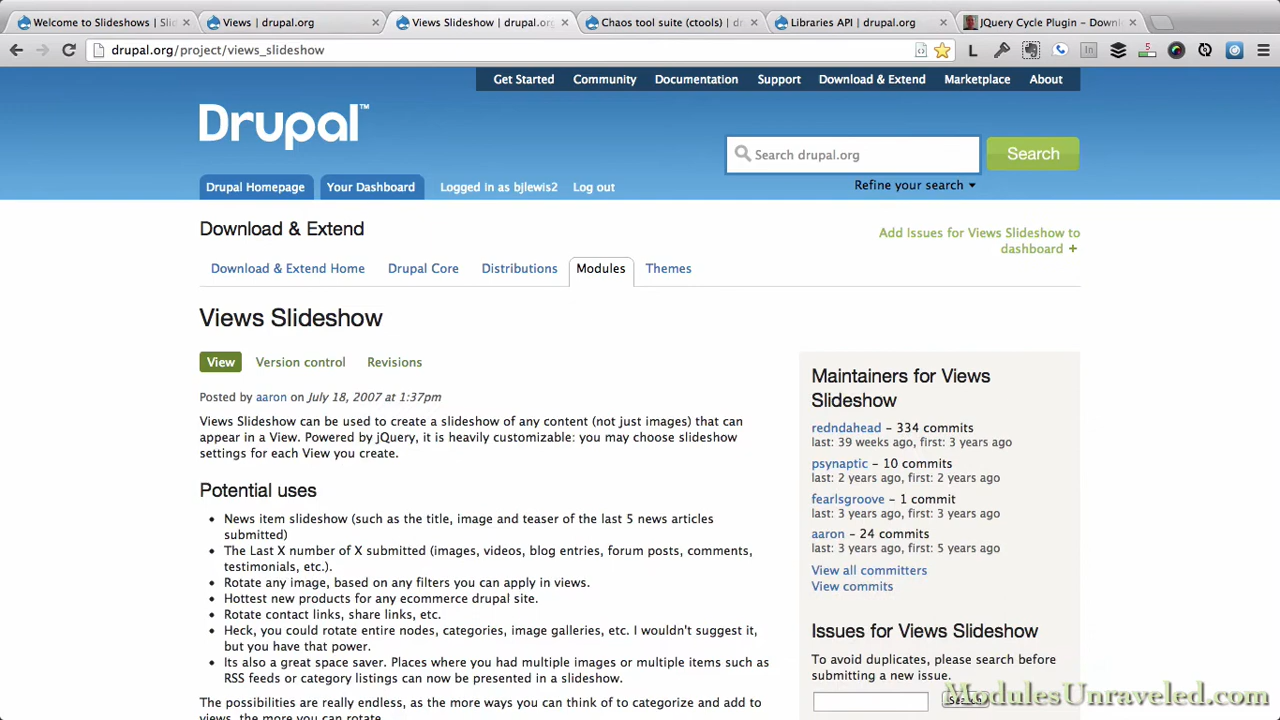 Welcome to Slideshows | Sli
Views | drupal.org
Views Slideshow | drupal.org
Chaos tool suite (ctools) | d
Libraries API | drupal.org
JQuery Cycle Plugin – Downl
drupal.org/project/views_slideshow
Get Started Community Documentation Support Download & Extend Marketplace About
Drupal™
Search drupal.org Search
Refine your search
Drupal Homepage Your Dashboard Logged in as bjlewis2 Log out
Download & Extend
Add Issues for Views Slideshow to
dashboard +
Download & Extend Home Drupal Core Distributions Modules Themes
Views Slideshow
View Version control Revisions
Posted by aaron on July 18, 2007 at 1:37pm
Views Slideshow can be used to create a slideshow of any content (not just images) that can
appear in a View. Powered by jQuery, it is heavily customizable: you may choose slideshow
settings for each View you create.
Potential uses
• News item slideshow (such as the title, image and teaser of the last 5 news articles
submitted)
• The Last X number of X submitted (images, videos, blog entries, forum posts, comments,
testimonials, etc.).
• Rotate any image, based on any filters you can apply in views.
• Hottest new products for any ecommerce drupal site.
• Rotate contact links, share links, etc.
• Heck, you could rotate entire nodes, categories, image galleries, etc. I wouldn't suggest it,
but you have that power.
• Its also a great space saver. Places where you had multiple images or multiple items such as
RSS feeds or category listings can now be presented in a slideshow.
The possibilities are really endless, as the more ways you can think of to categorize and add to
views, the more you can rotate.
Maintainers for Views
Slideshow
redndahead – 334 commits
last: 39 weeks ago, first: 3 years ago
psynaptic – 10 commits
last: 2 years ago, first: 2 years ago
fearlsgroove – 1 commit
last: 3 years ago, first: 3 years ago
aaron – 24 commits
last: 3 years ago, first: 5 years ago
View all committers
View commits
Issues for Views Slideshow
To avoid duplicates, please search before
submitting a new issue.
Search
ModulesUnraveled.com